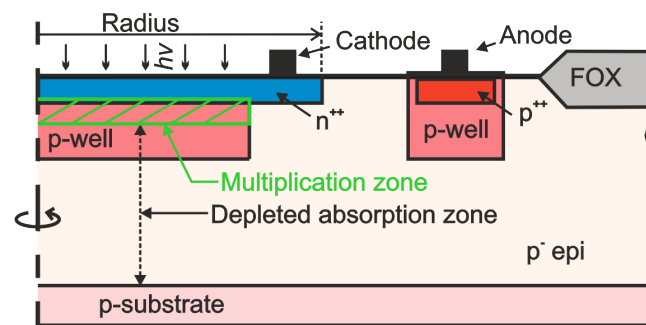 Radius
hν
Cathode
Anode
FOX
n++
p++
p-well
p-well
Multiplication zone
Depleted absorption zone
p- epi
p-substrate